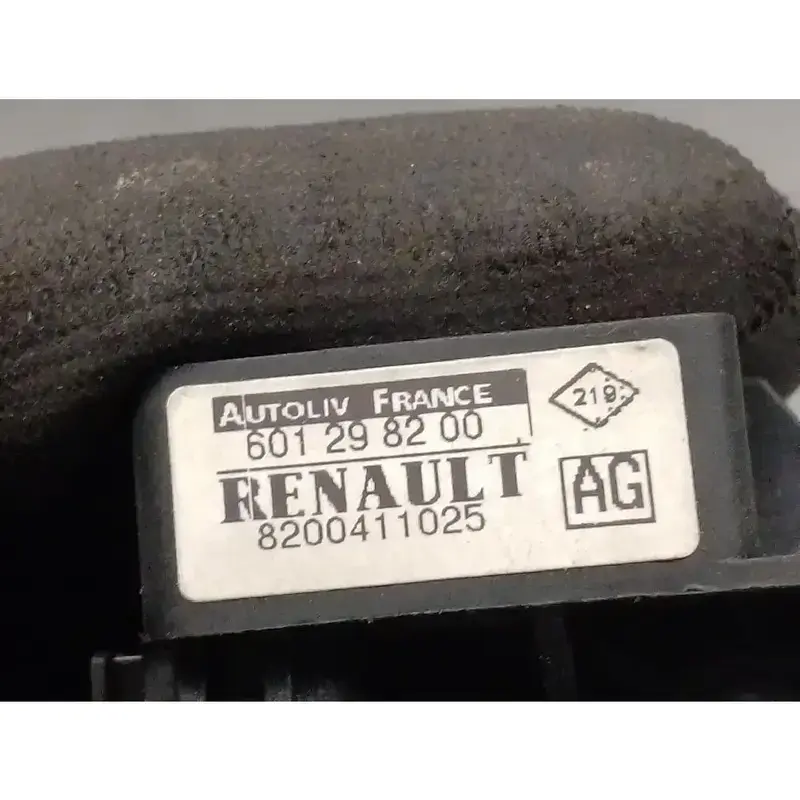 AUTOLIV FRANCE
601 29 82 00
RENAULT
8200411025
219
AG